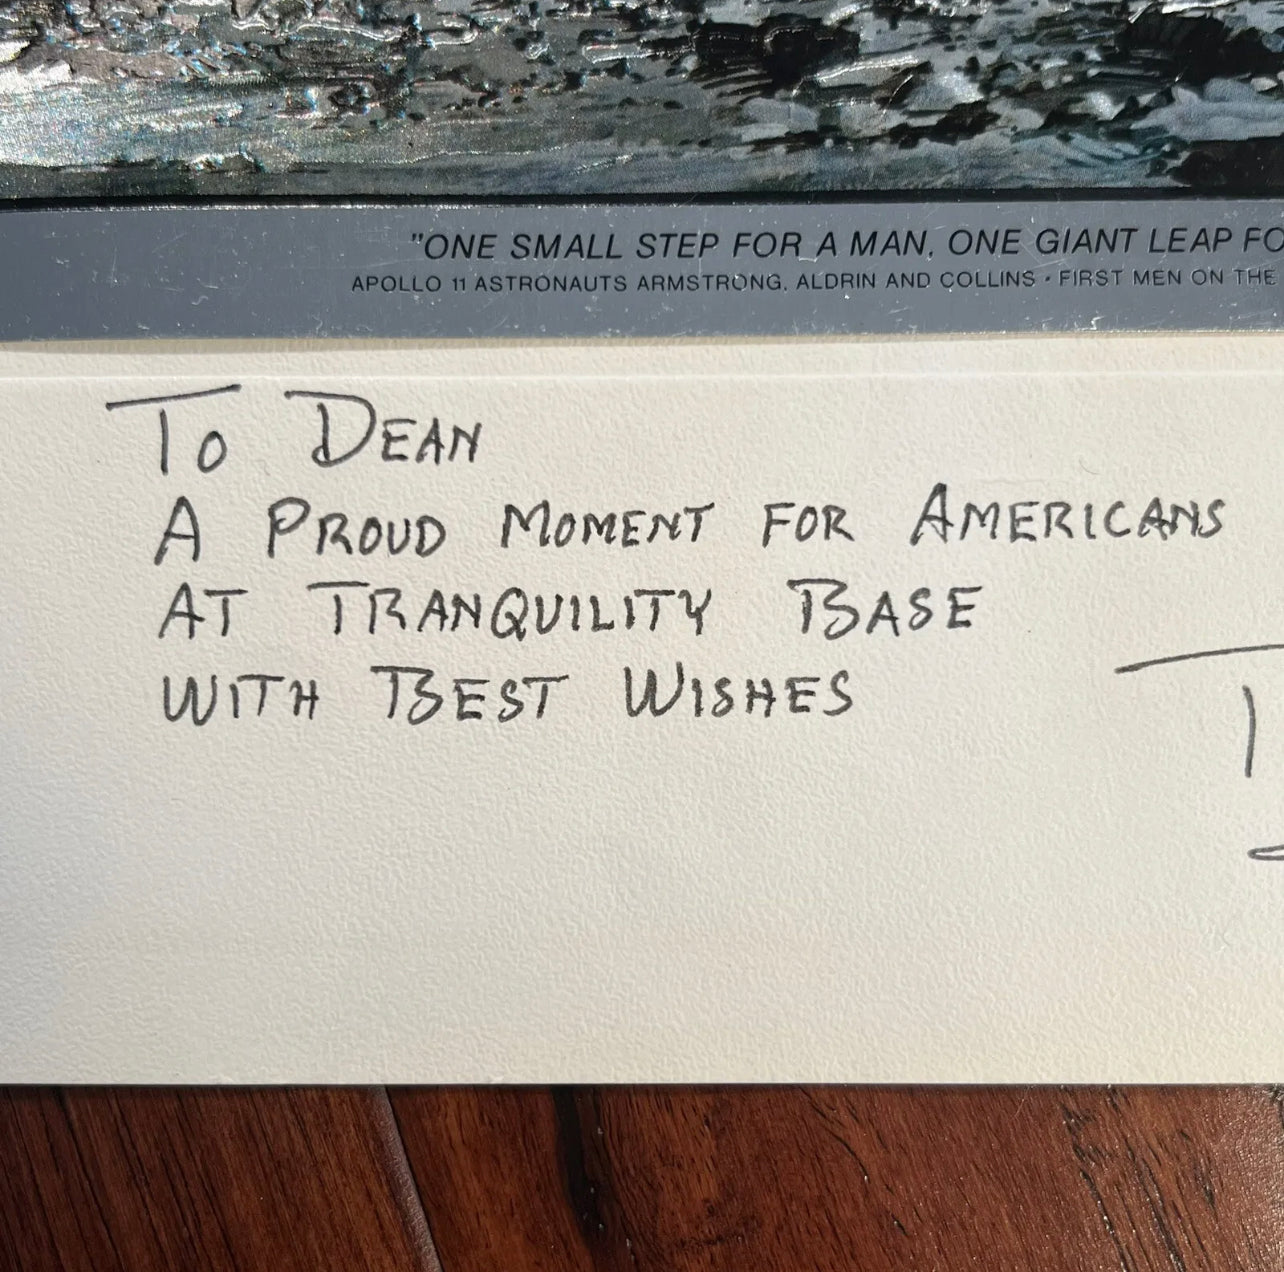 "ONE SMALL STEP FOR A MAN, ONE GIANT LEAP
APOLLO 11 ASTRONAUTS ARMSTRONG, ALDRIN AND COLLINS · FIRST MEN ON THE
To DEAN
A PROUD MOMENT FOR AMERICANS
AT TRANQUILITY BASE
WITH BEST WISHES